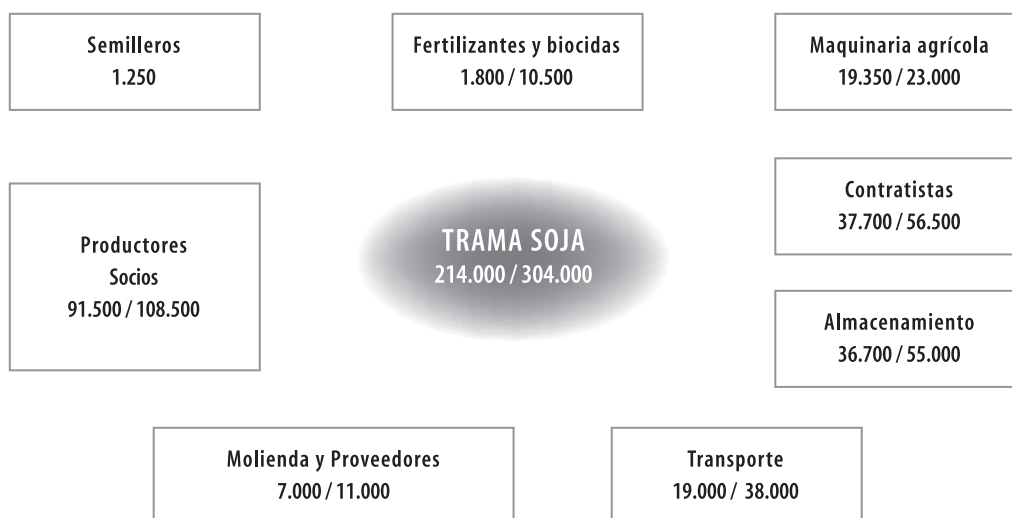 Semilleros
1.250
Fertilizantes y biocidas
1.800 / 10.500
Maquinaria agrícola
19.350 / 23.000
Productores
Socios
91.500 / 108.500
TRAMA SOJA
214.000 / 304.000
Contratistas
37.700 / 56.500
Almacenamiento
36.700 / 55.000
Molienda y Proveedores
7.000 / 11.000
Transporte
19.000 / 38.000